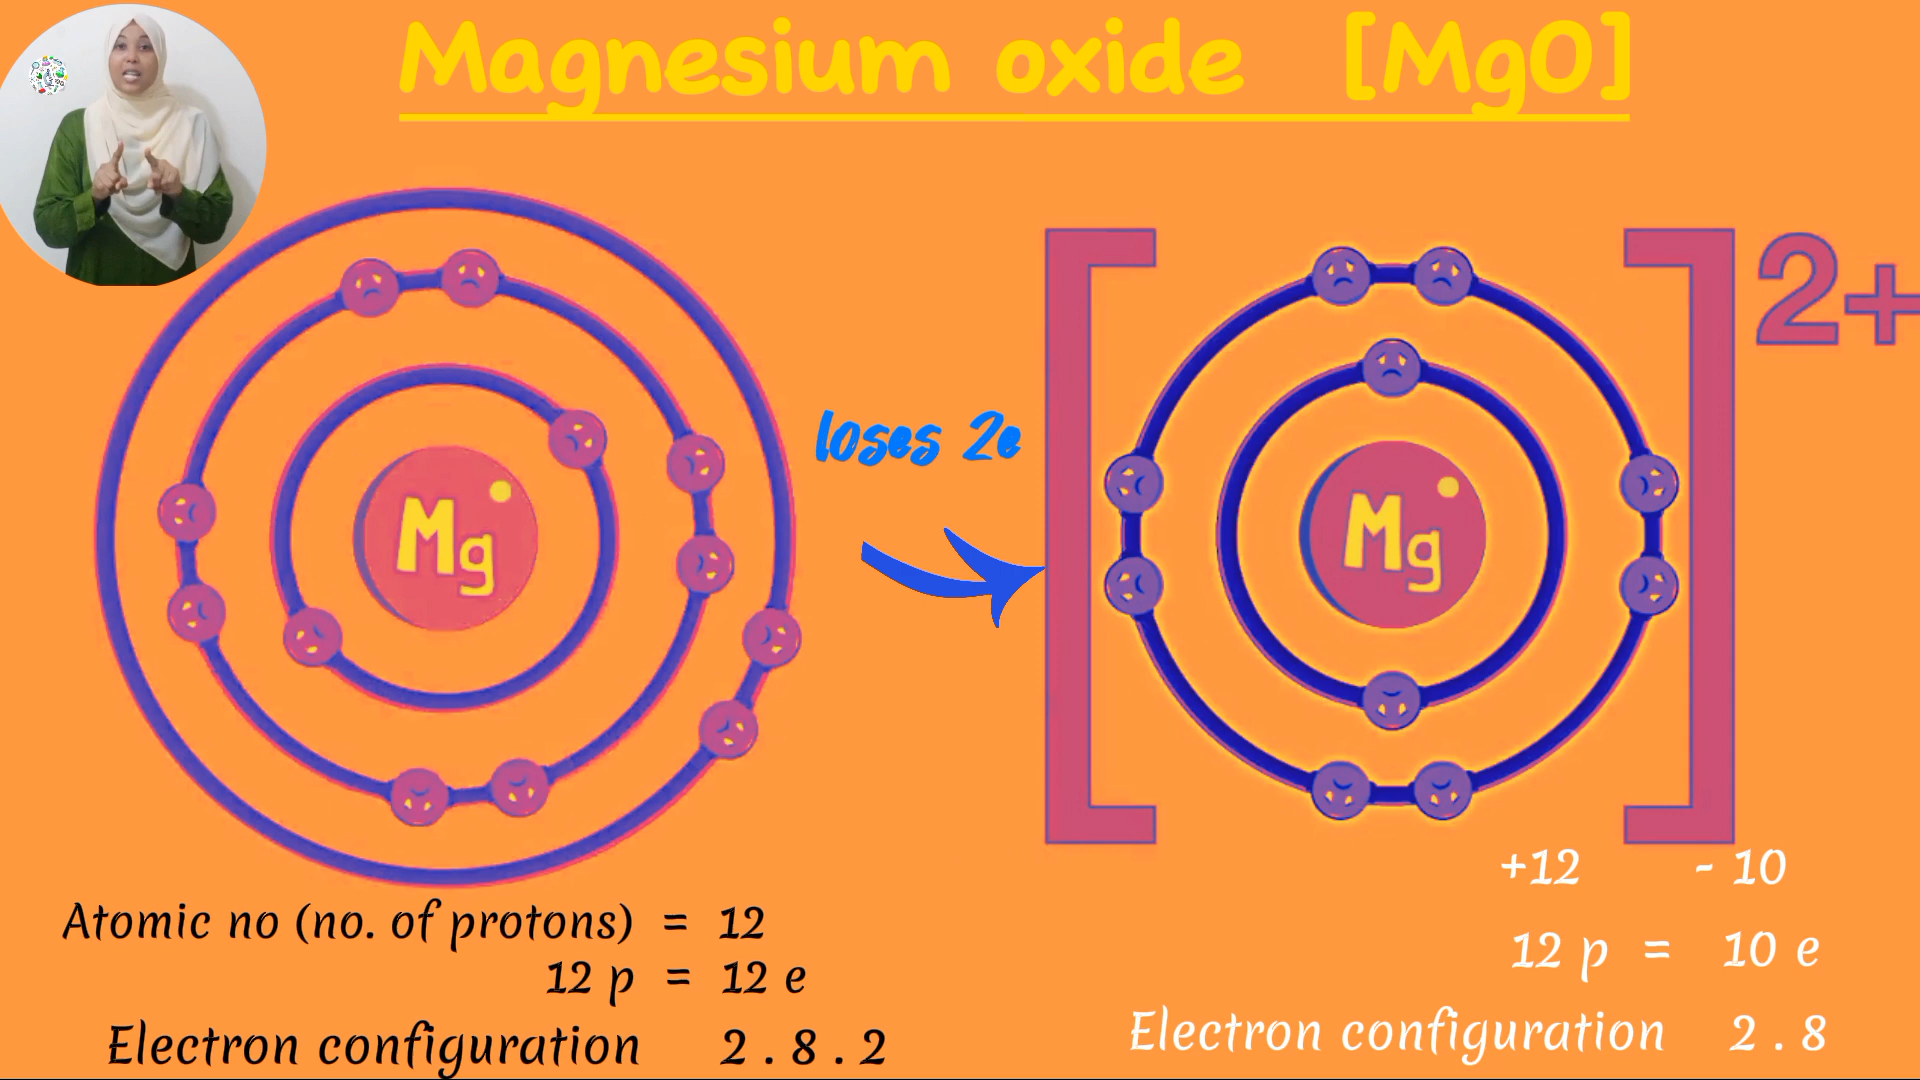 Magnesium oxide [MgO]
2+
loses 2e
Mg
Mg
+12 - 10
Atomic no (no. of protons) = 12
12 p = 12 e
Electron configuration 2 . 8 . 2
12 p = 10 e
Electron configuration 2 . 8